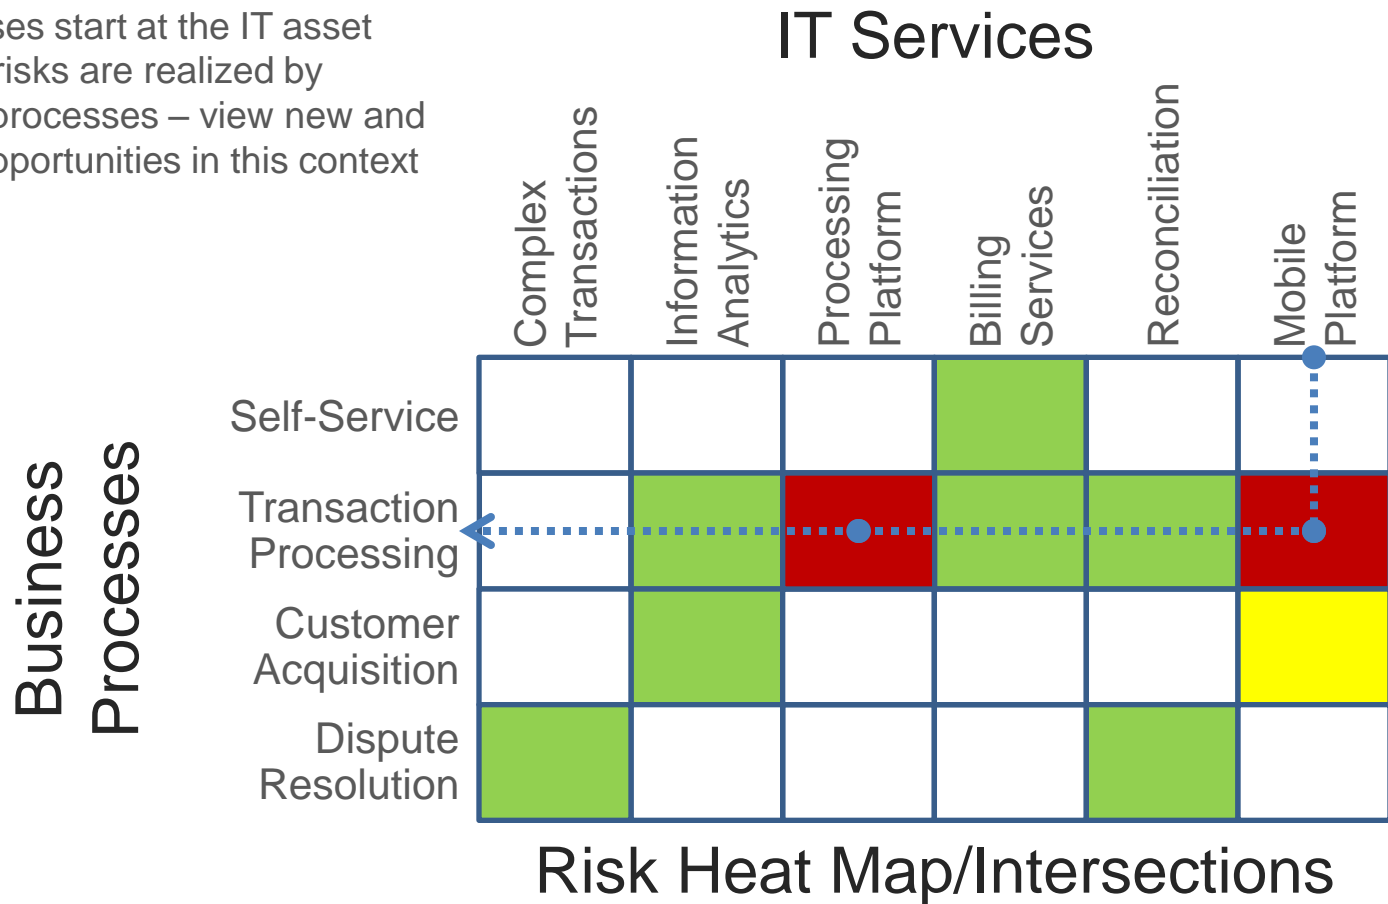 ses start at the IT asset
risks are realized by
processes – view new and
opportunities in this context
IT Services
Complex
Transactions
Information
Analytics
Processing
Platform
Billing
Services
Reconciliation
Mobile
Platform
Business
Processes
Self-Service
Transaction
Processing
Customer
Acquisition
Dispute
Resolution
Risk Heat Map/Intersections